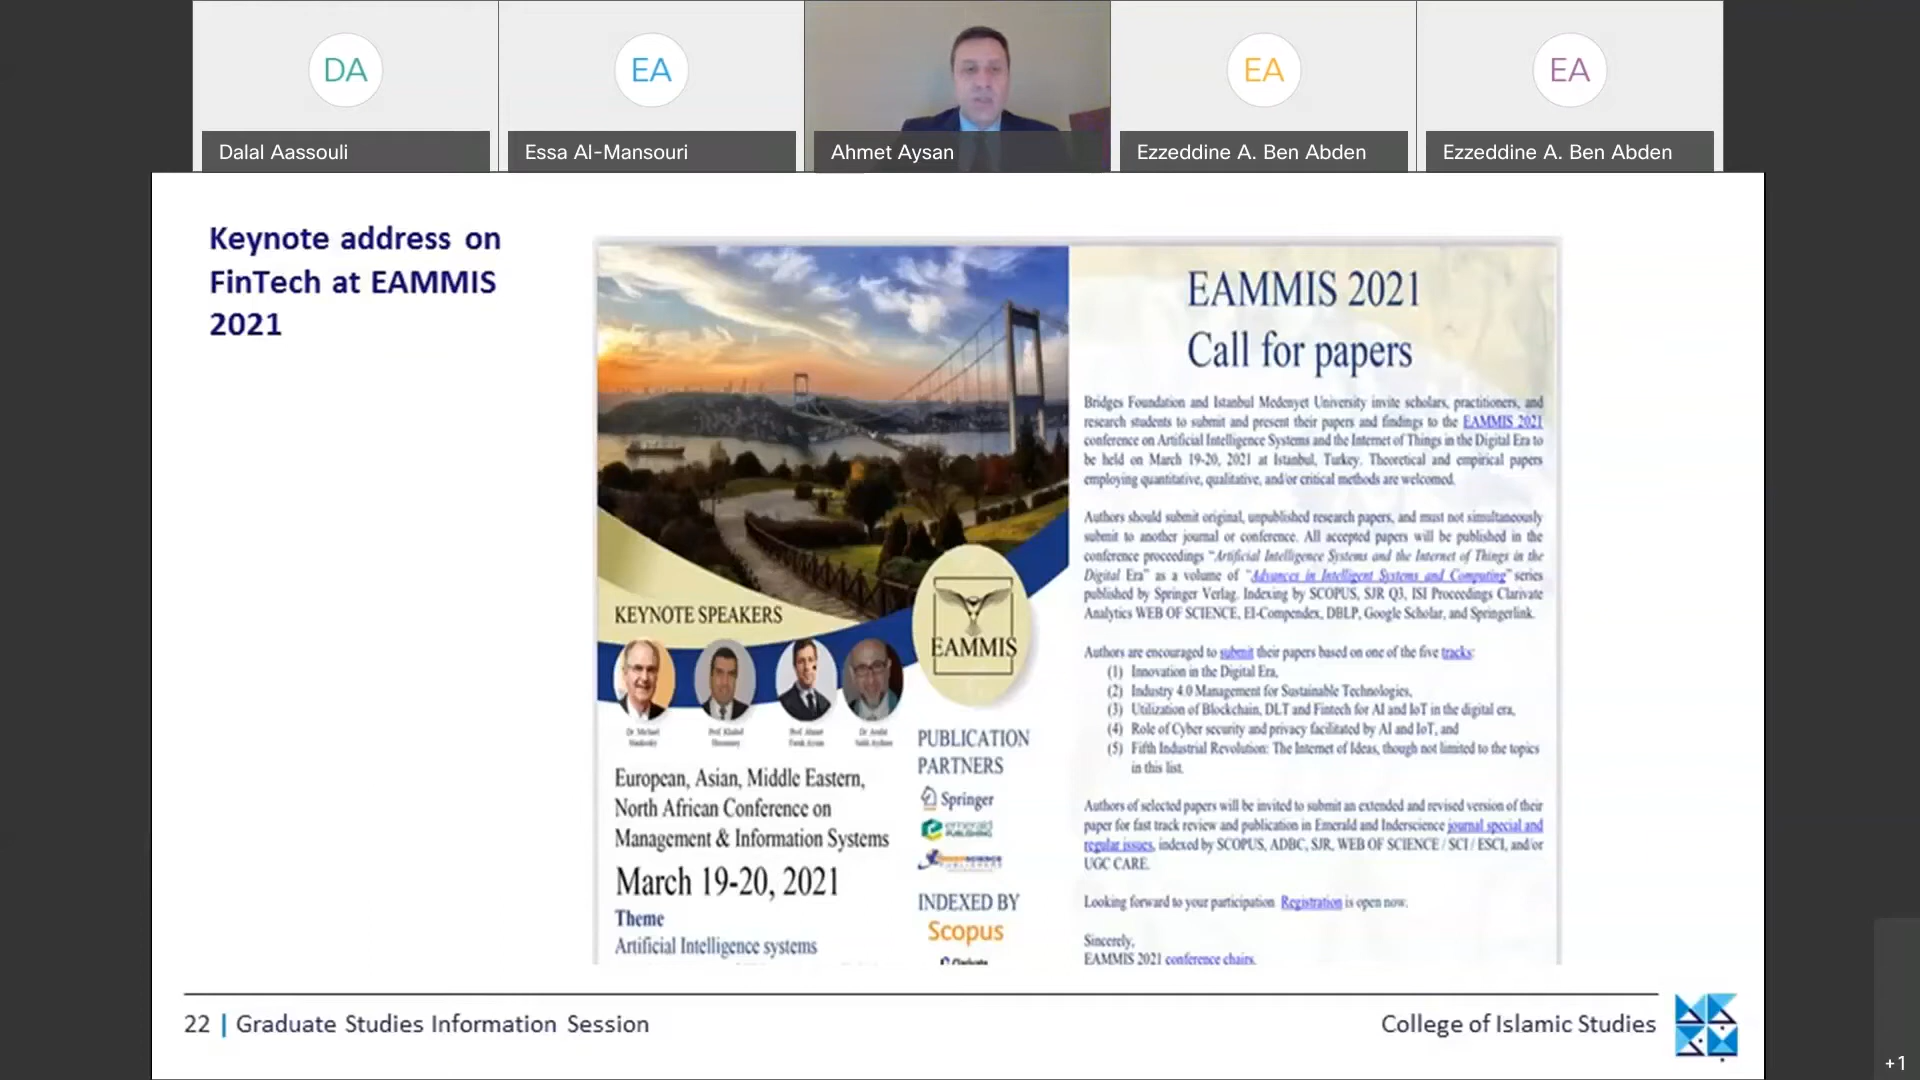 DA
EA
EA
EA
Dalal Aassouli
Essa Al-Mansouri
Ahmet Aysan
Ezzeddine A. Ben Abden
Ezzeddine A. Ben Abden
Keynote address on
FinTech at EAMMIS
2021
KEYNOTE SPEAKERS
EAMMIS
Dr. Michael
Prof. Khaled
Hussainey
Prof. Ahmet
Faruk Aysan
European, Asian, Middle Eastern,
North African Conference on
Management & Information Systems
March 19-20, 2021
Theme
Artificial Intelligence systems
PUBLICATION
PARTNERS
Springer
emerald
PUBLISHING
INDERSCIENCE
PUBLISHERS
INDEXED BY
Scopus
Clarivate
EAMMIS 2021
Call for papers
Bridges Foundation and Istanbul Medenyet University invite scholars, practitioners, and
research students to submit and present their papers and findings to the EAMMIS 2021
conference on Artificial Intelligence Systems and the Internet of Things in the Digital Era to
be held on March 19-20, 2021 at Istanbul, Turkey. Theoretical and empirical papers
employing quantitative, qualitative, and/or critical methods are welcomed.
Authors should submit original, unpublished research papers, and must not simultaneously
submit to another journal or conference. All accepted papers will be published in the
conference proceedings “Artificial Intelligence Systems and the Internet of Things in the
Digital Era” as a volume of “Advances in Intelligent Systems and Computing” series
published by Springer Verlag. Indexing by SCOPUS, SJR Q3, ISI Proceedings Clarivate
Analytics WEB OF SCIENCE, EI-Compendex, DBLP, Google Scholar, and Springerlink.
Authors are encouraged to submit their papers based on one of the five tracks:
(1) Innovation in the Digital Era,
(2) Industry 4.0 Management for Sustainable Technologies,
(3) Utilization of Blockchain, DLT and Fintech for AI and IoT in the digital era,
(4) Role of Cyber security and privacy facilitated by AI and IoT, and
(5) Fifth Industrial Revolution: The Internet of Ideas, though not limited to the topics
in this list.
Authors of selected papers will be invited to submit an extended and revised version of their
paper for fast track review and publication in Emerald and Inderscience journal special and
regular issues, indexed by SCOPUS, ADBC, SJR, WEB OF SCIENCE / SCI / ESCI, and/or
UGC CARE.
Looking forward to your participation Registration is open now.
Sincerely,
EAMMIS 2021 conference chairs.
22 | Graduate Studies Information Session
College of Islamic Studies
+1